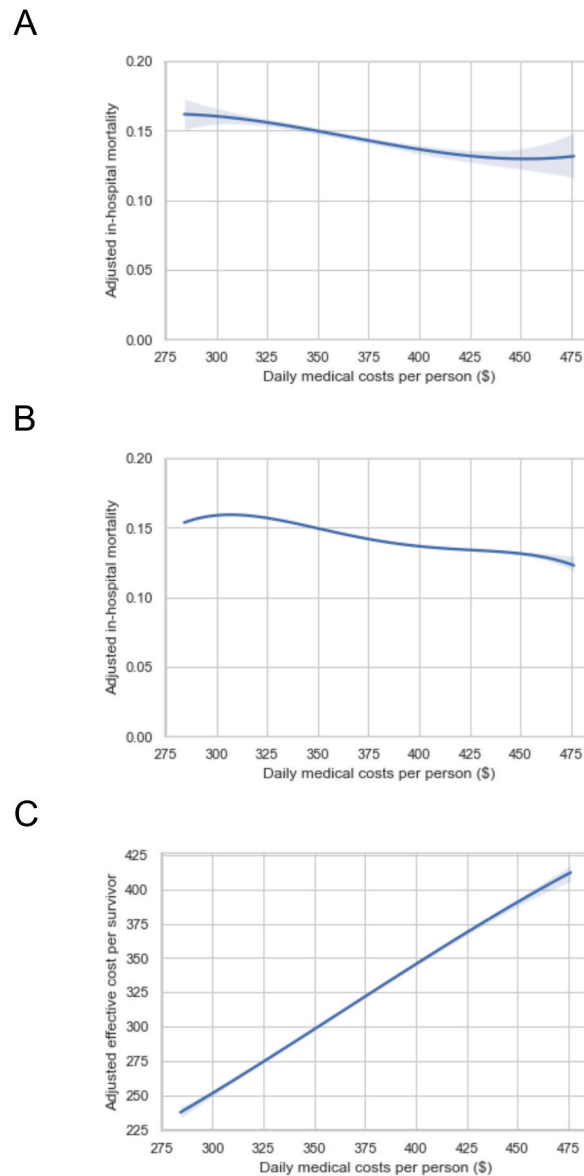 A
0.20
0.15
0.10
0.05
0.00
Adjusted in-hospital mortality
275 300 325 350 375 400 425 450 475
Daily medical costs per person ($)
B
0.20
0.15
0.10
0.05
0.00
Adjusted in-hospital mortality
275 300 325 350 375 400 425 450 475
Daily medical costs per person ($)
C
425
400
375
350
325
300
275
250
225
Adjusted effective cost per survivor
275 300 325 350 375 400 425 450 475
Daily medical costs per person ($)